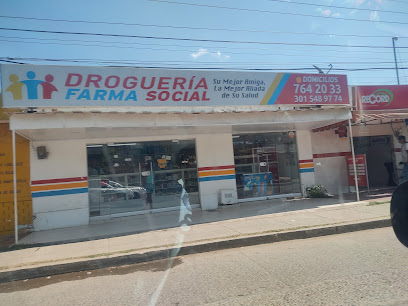 DROGUERÍA
FARMA SOCIAL
Su Mejor Amiga,
La Mejor Aliada
de Su Salud
DOMICILIOS
764 20 33
301 548 97 74
RECORD